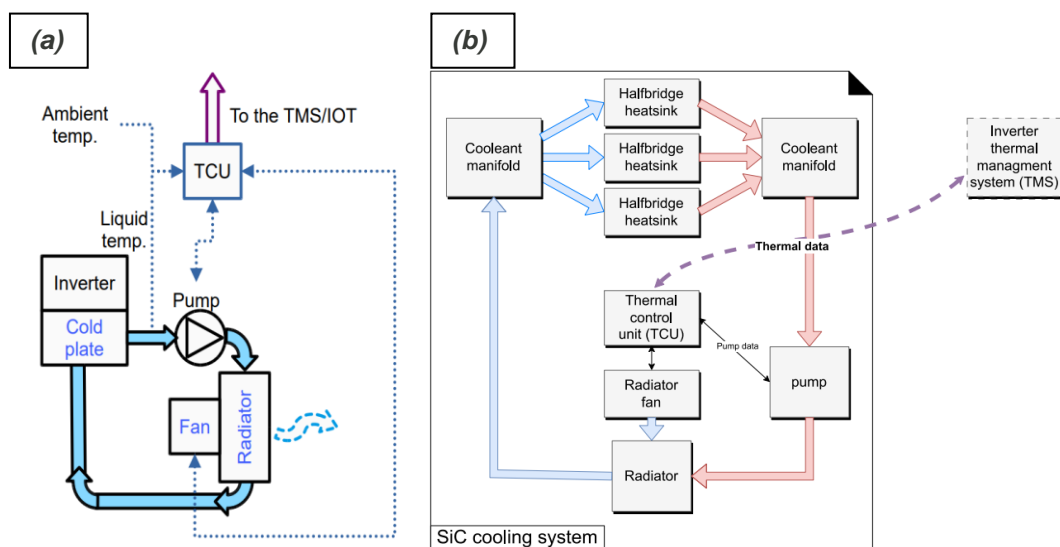 (a)
To the TMS/IOT
Ambient
temp.
TCU
Liquid
temp.
Inverter
Cold
plate
Pump
Fan
Radiator
(b)
Cooleant
manifold
Halfbridge
heatsink
Halfbridge
heatsink
Halfbridge
heatsink
Cooleant
manifold
Inverter
thermal
managment
system (TMS)
Thermal data
Thermal
control
unit (TCU)
Pump data
Radiator
fan
pump
Radiator
SiC cooling system